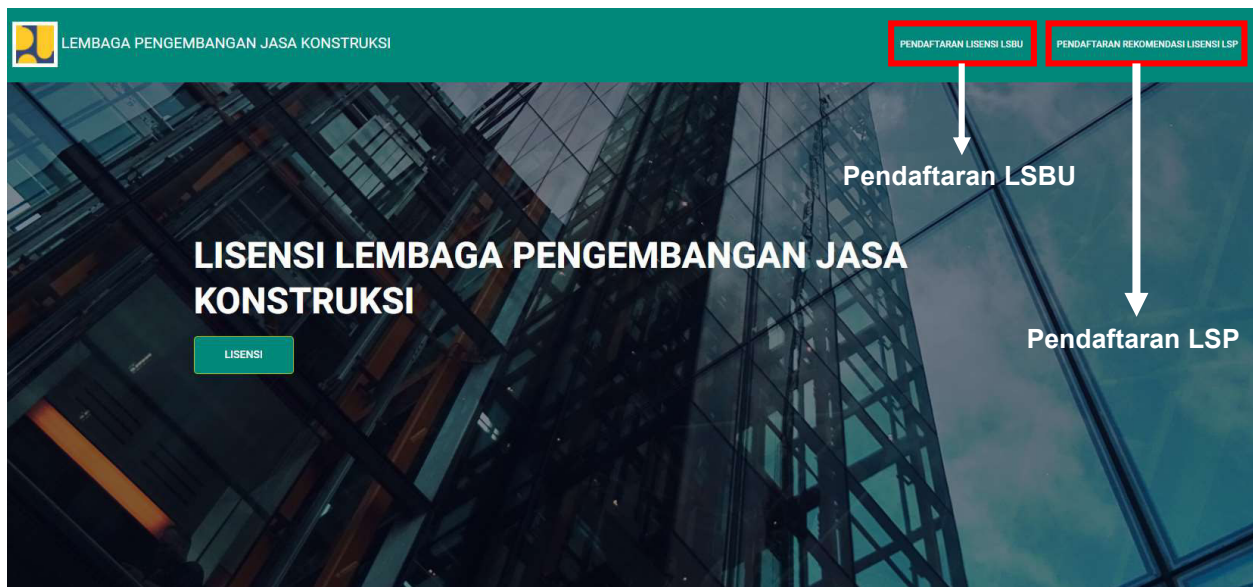 LEMBAGA PENGEMBANGAN JASA KONSTRUKSI
PENDAFTARAN LISENSI LSBU
PENDAFTARAN REKOMENDASI LISENSI LSP
Pendaftaran LSBU
LISENSI LEMBAGA PENGEMBANGAN JASA
KONSTRUKSI
Pendaftaran LSP
LISENSI